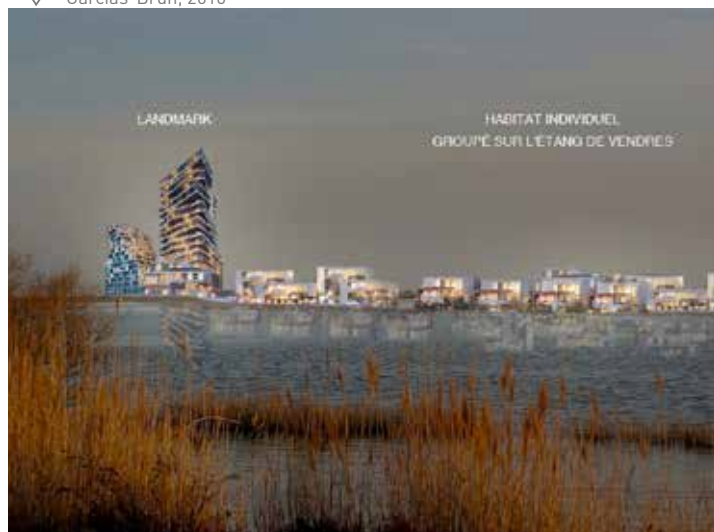 LANDMARK
HABITAT INDIVIDUEL
GROUPÉ SUR L'ÉTANG DE VENDRES